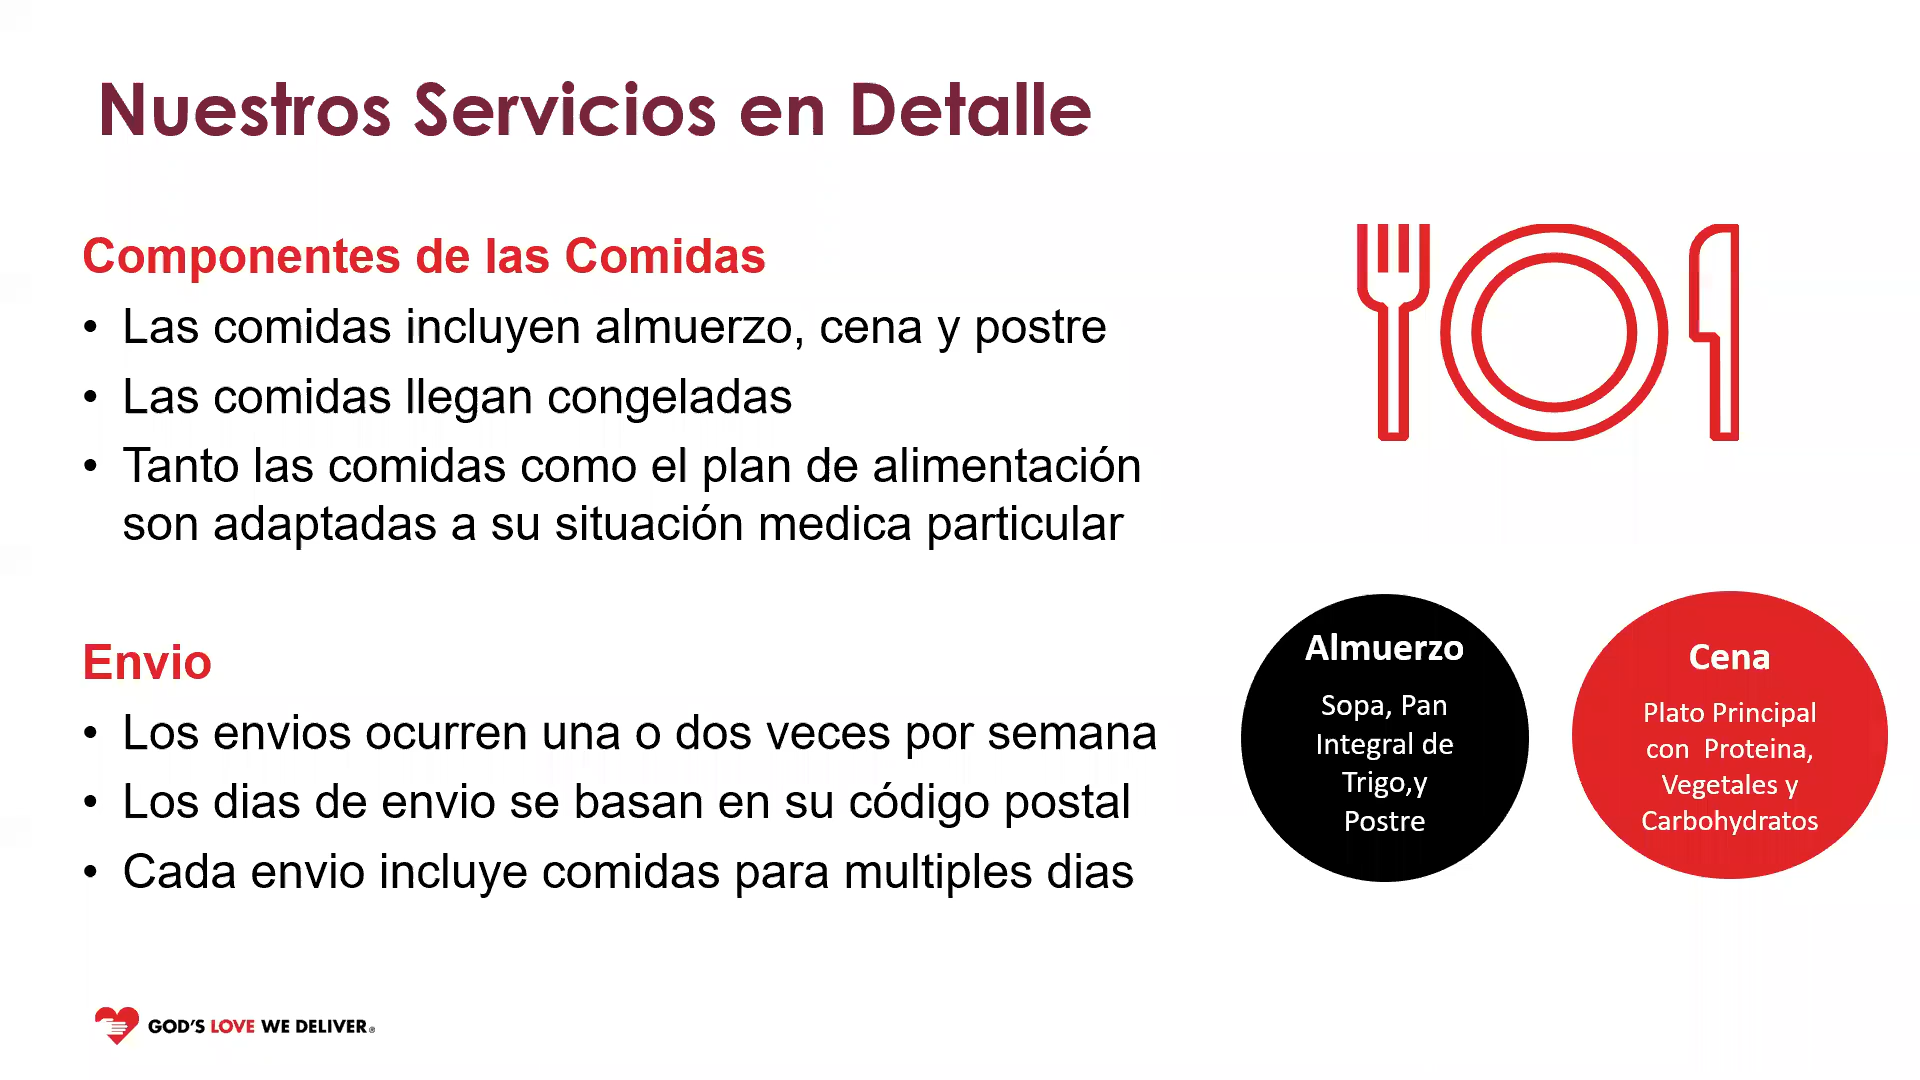 Nuestros Servicios en Detalle
Componentes de las Comidas
• Las comidas incluyen almuerzo, cena y postre
• Las comidas llegan congeladas
• Tanto las comidas como el plan de alimentación
son adaptadas a su situación medica particular
Envio
• Los envios ocurren una o dos veces por semana
• Los dias de envio se basan en su código postal
• Cada envio incluye comidas para multiples dias
Almuerzo
Sopa, Pan
Integral de
Trigo,y
Postre
Cena
Plato Principal
con Proteina,
Vegetales y
Carbohydratos
GOD'S LOVE WE DELIVER®